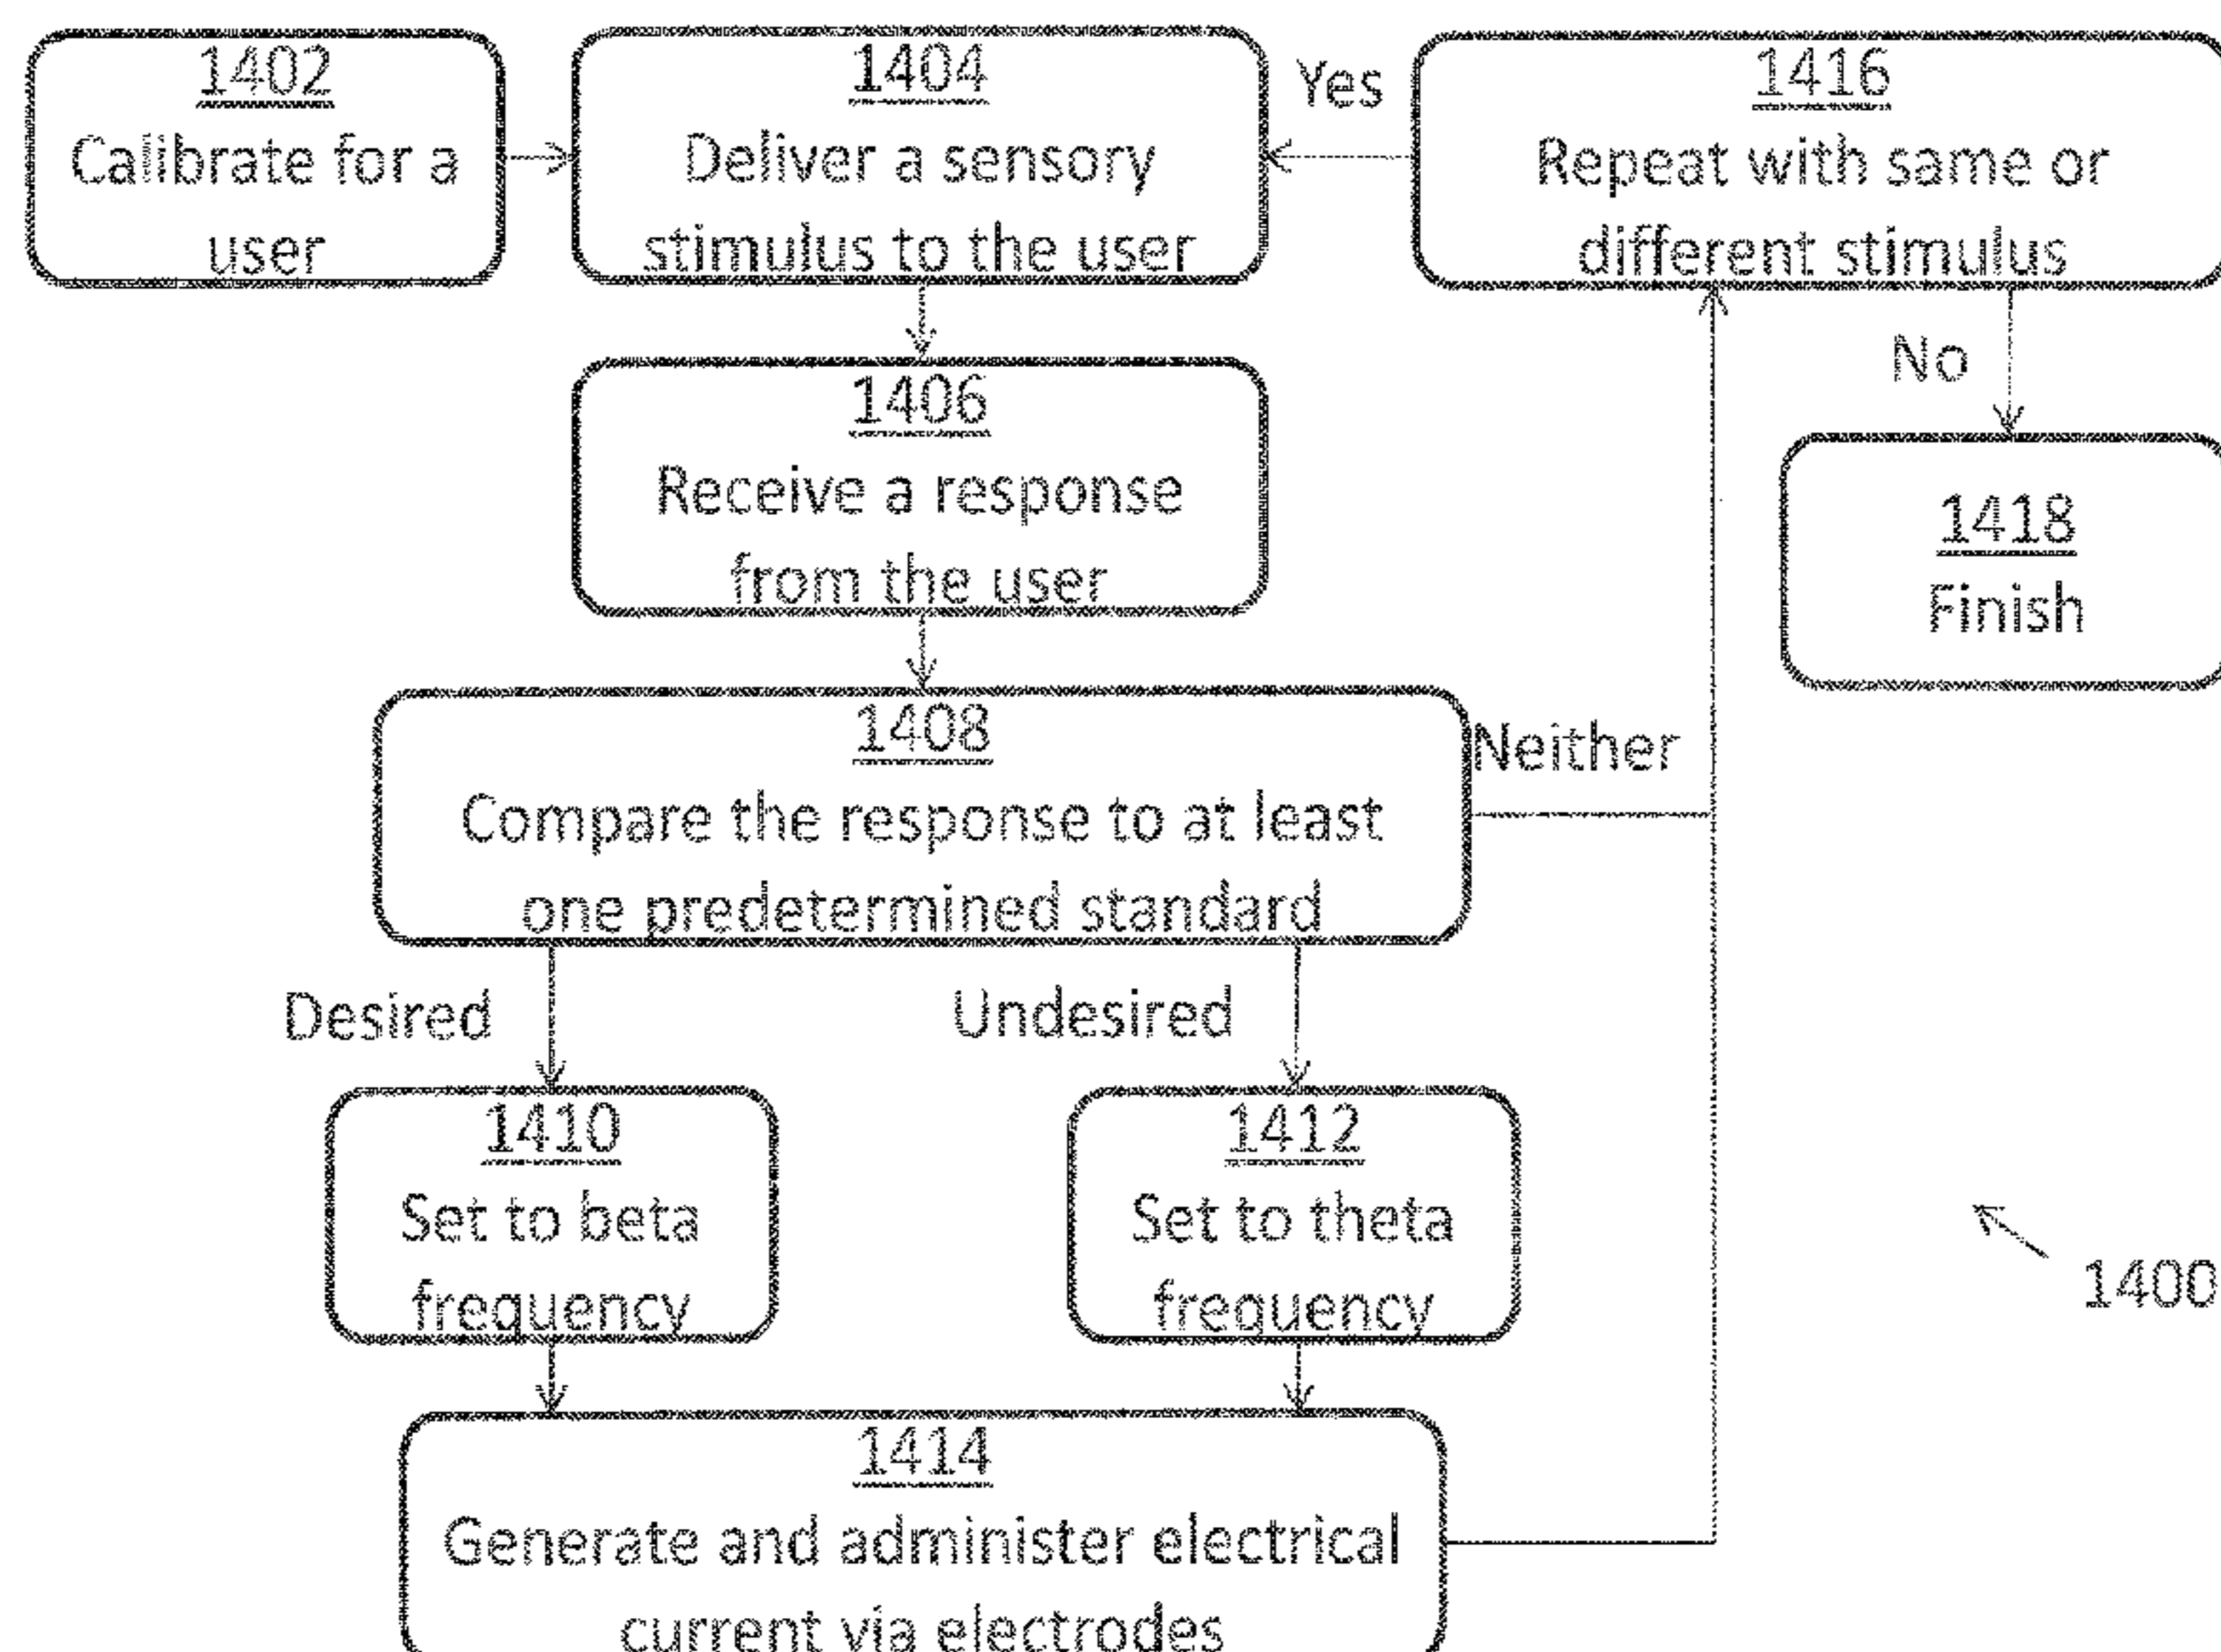 1402
Calibrate for a
user
1404
Deliver a sensory
stimulus to the user
Yes
1416
Repeat with same or
different stimulus
No
1418
Finish
1406
Receive a response
from the user
1408
Compare the response to at least
one predetermined standard
Neither
Desired
Undesired
1410
Set to beta
frequency
1412
Set to theta
frequency
1414
Generate and administer electrical
current via electrodes
1400